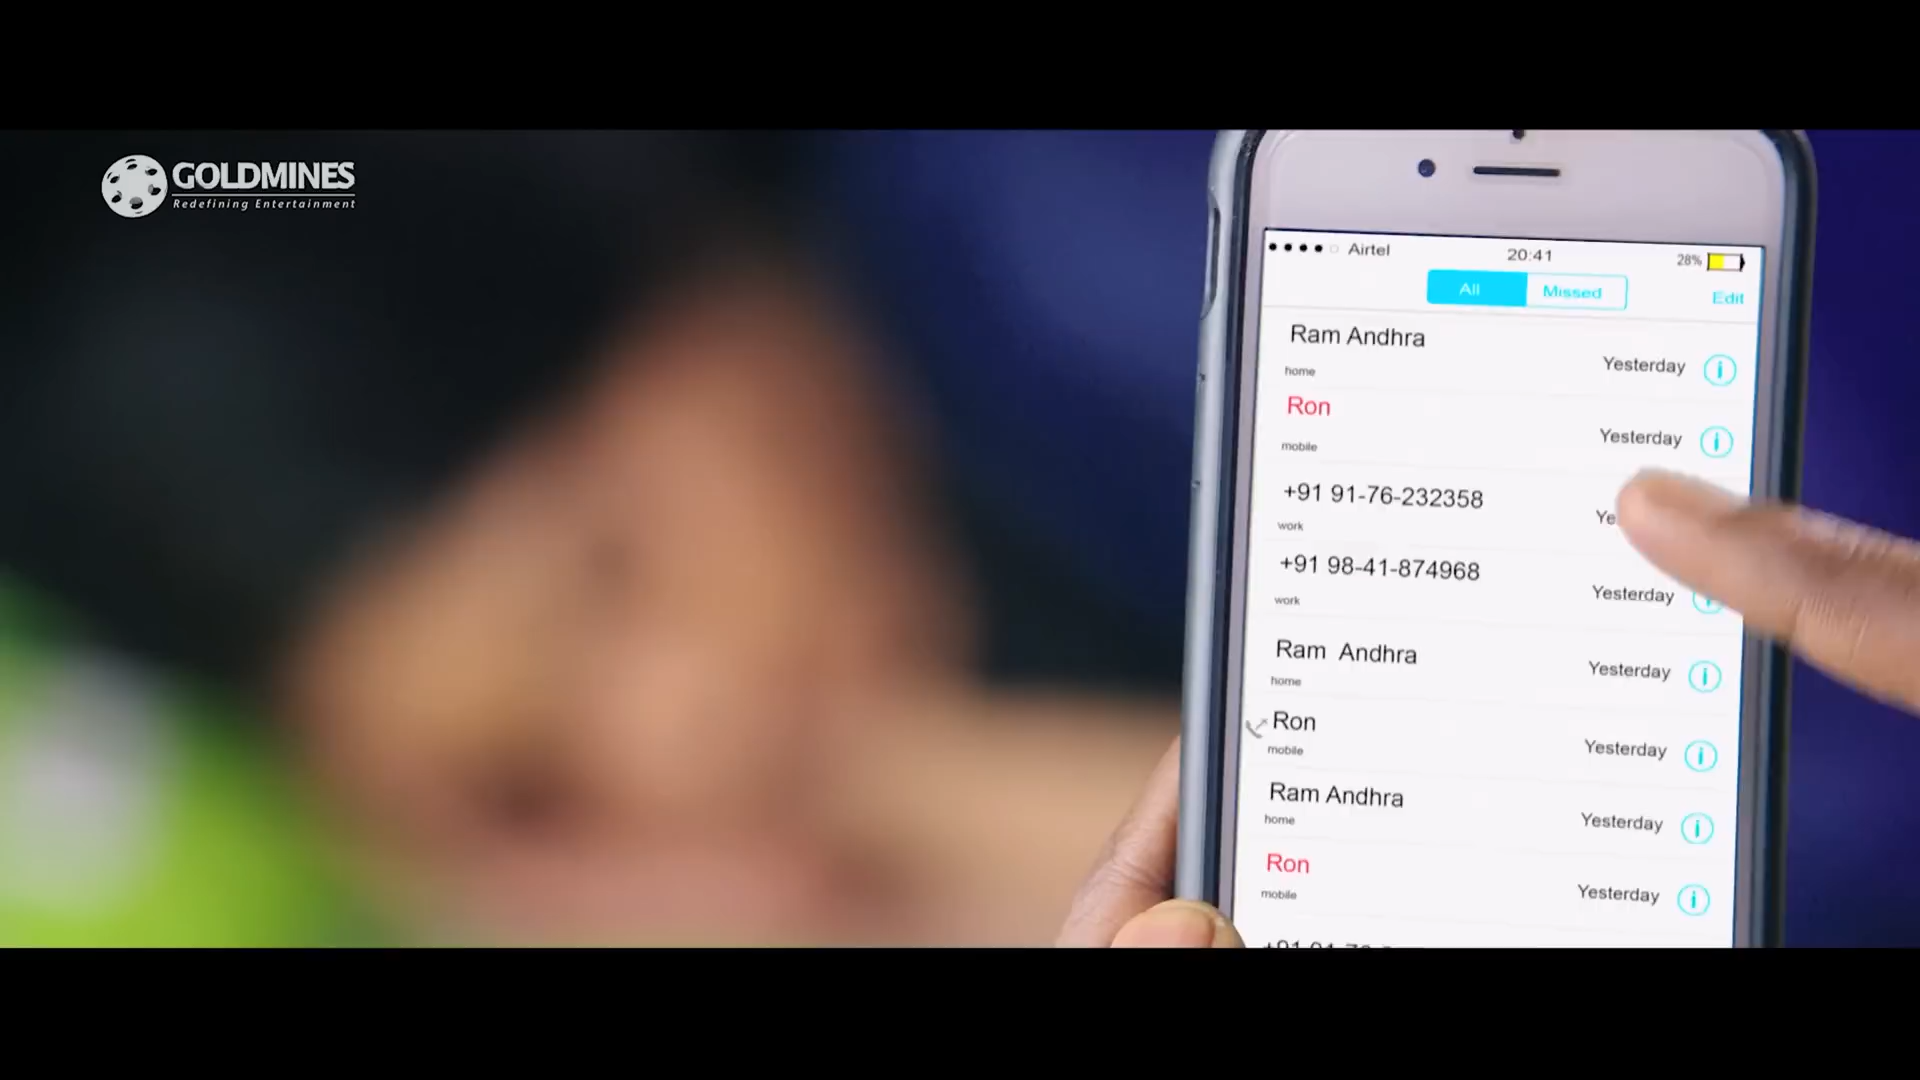 GOLDMINES
Redefining Entertainment
Airtel 20:41 28%
All Missed Edit
Ram Andhra
home Yesterday
Ron
mobile Yesterday
+91 91-76-232358
work
+91 98-41-874968
work Yesterday
Ram Andhra
home Yesterday
Ron
mobile Yesterday
Ram Andhra
home Yesterday
Ron
mobile Yesterday